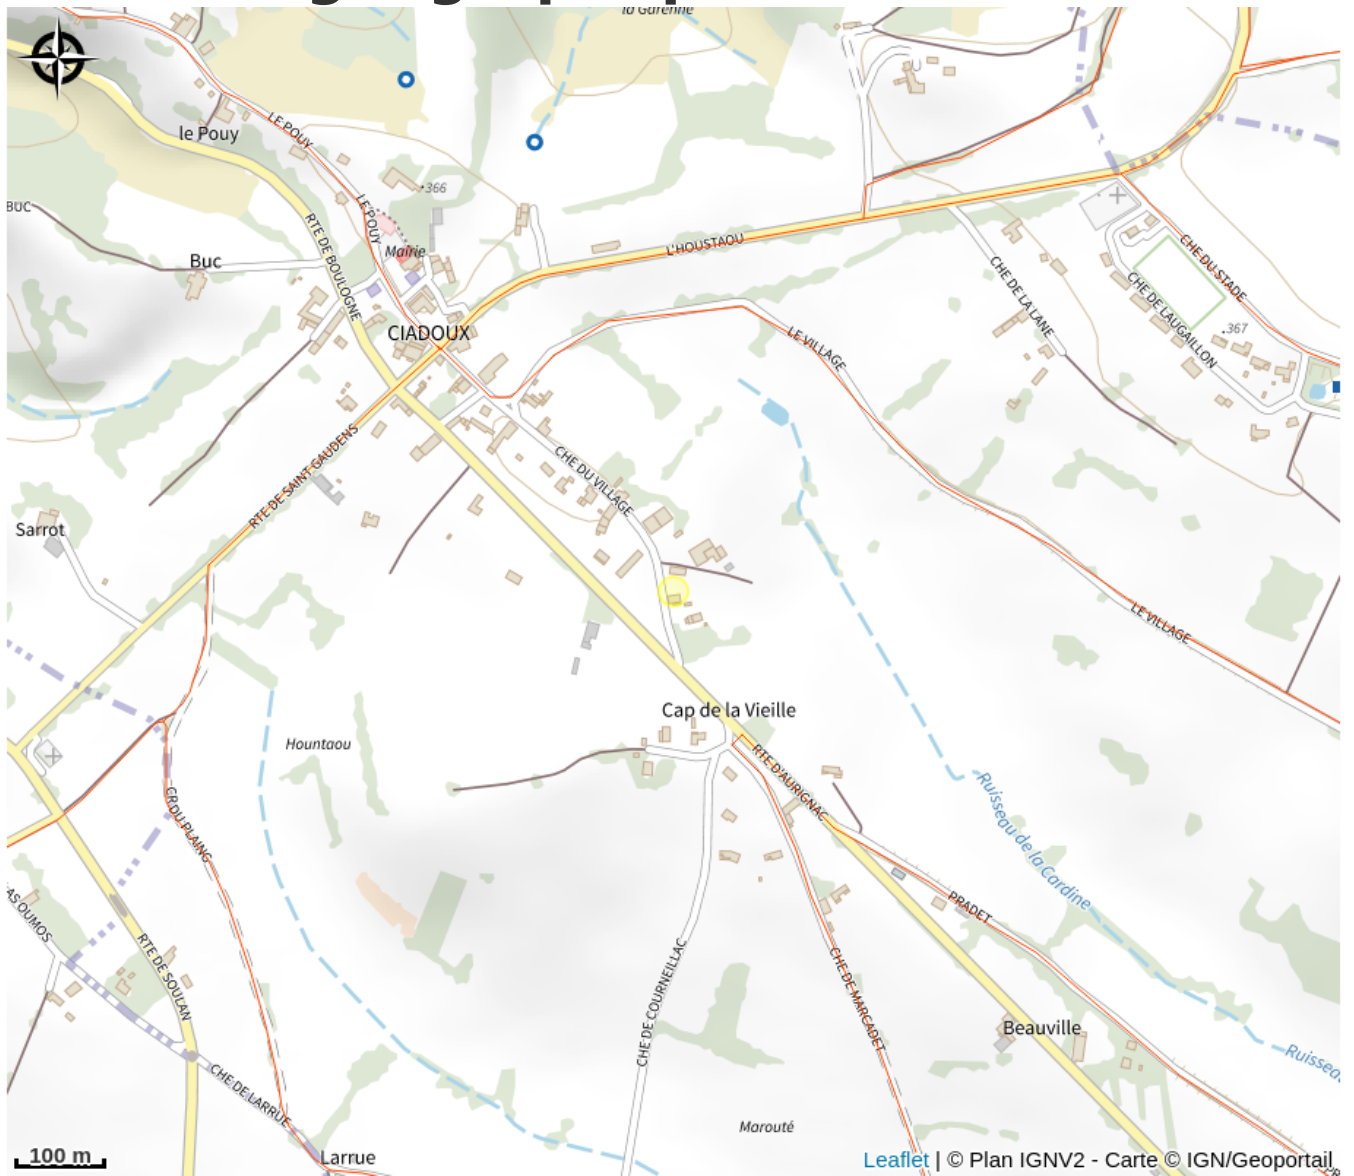 la Garenne
le Pouy
LE POUY
366
LE POUY
BUC
Mairie
RTE DE BOULOGNE
Buc
L'HOUSTAOU
CHE DU STADE
CHE DE LA LANE
CHE DE LAUGAILLON
367
CIADOUX
LE VILLAGE
RTE DE SAINT GAUDENS
CHE DU VILLAGE
Sarrot
LE VILLAGE
Cap de la Vieille
Hountaou
RTE D'AURIGNAC
Ruisseau de la Cardine
CR DU PLAING
PRADET
AS OUMOS
RTE DE SOULAN
CHE DE COURNEILLAC
CHE DE MARCADET
Beauville
Ruisseau
CHE DE LARRUE
Marouté
100 m
Larrue
Leaflet | © Plan IGNV2 - Carte © IGN/Geoportail